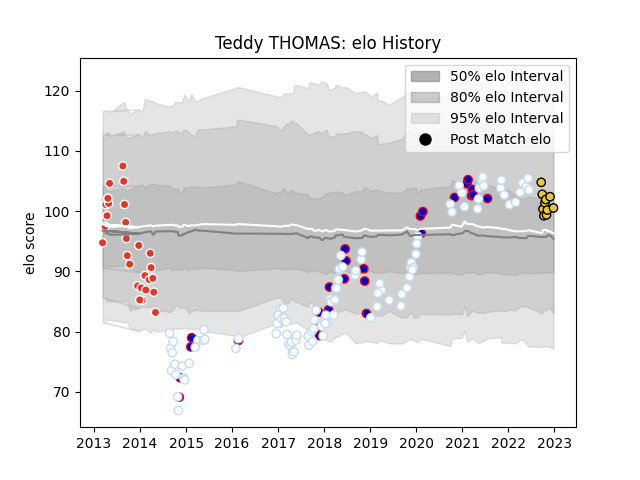 Teddy THOMAS: elo History
50% elo Interval
80% elo Interval
95% elo Interval
Post Match elo
elo score
120
110
100
90
80
70
2013 2014 2015 2016 2017 2018 2019 2020 2021 2022 2023